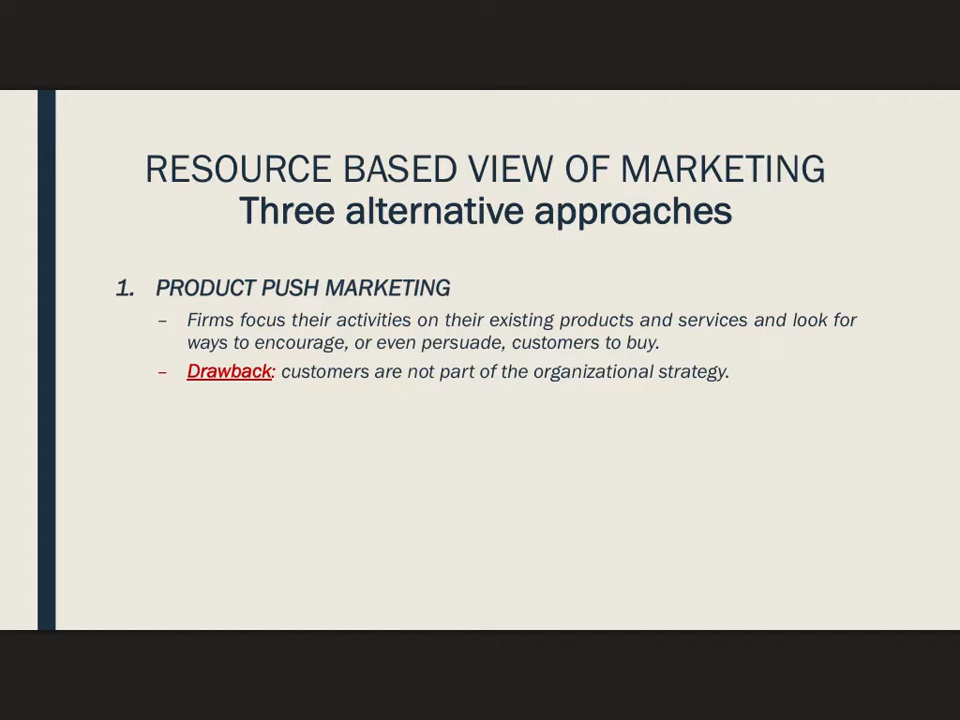 RESOURCE BASED VIEW OF MARKETING
Three alternative approaches
1. PRODUCT PUSH MARKETING
– Firms focus their activities on their existing products and services and look for
ways to encourage, or even persuade, customers to buy.
– Drawback: customers are not part of the organizational strategy.